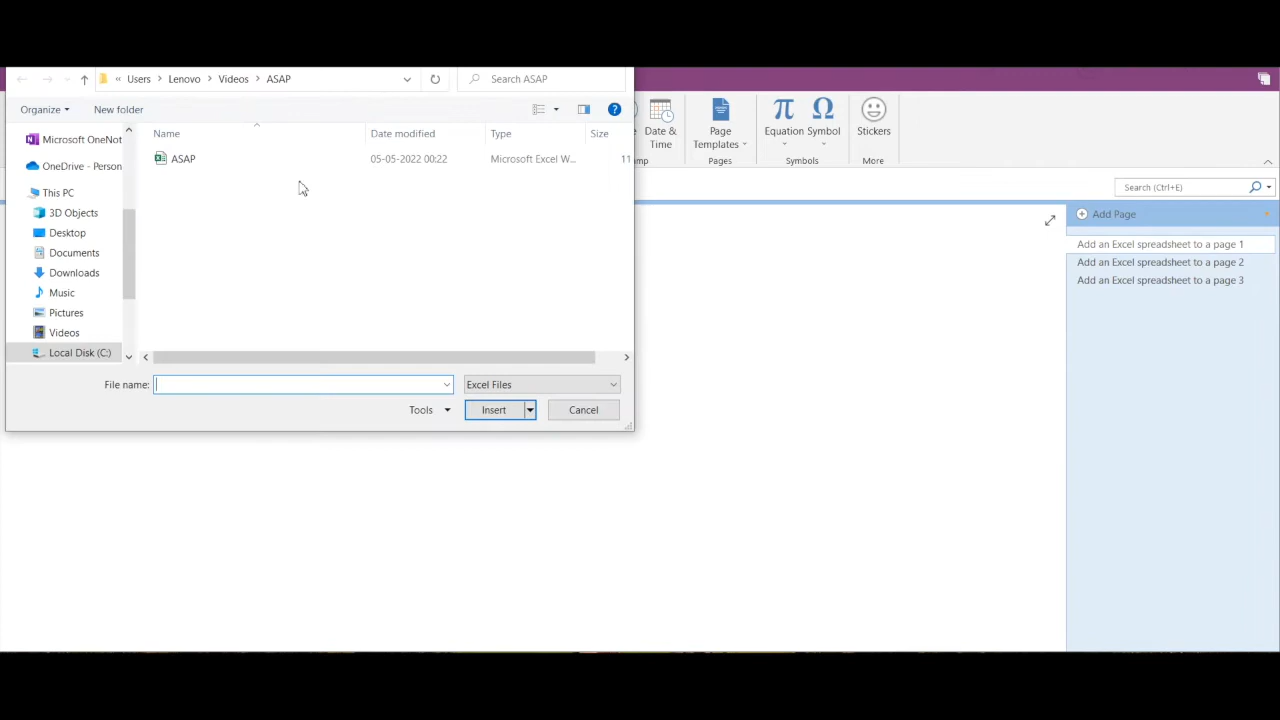 « Users > Lenovo > Videos > ASAP
Search ASAP
Organize
New folder
Name
Date modified
Type
Size
ASAP
05-05-2022 00:22
Microsoft Excel W...
11
Microsoft OneNot
OneDrive - Person
This PC
3D Objects
Desktop
Documents
Downloads
Music
Pictures
Videos
Local Disk (C:)
File name:
Excel Files
Tools
Insert
Cancel
Date &
Time
Page
Templates
Pages
Equation
Symbol
Symbols
Stickers
More
Search (Ctrl+E)
Add Page
Add an Excel spreadsheet to a page 1
Add an Excel spreadsheet to a page 2
Add an Excel spreadsheet to a page 3